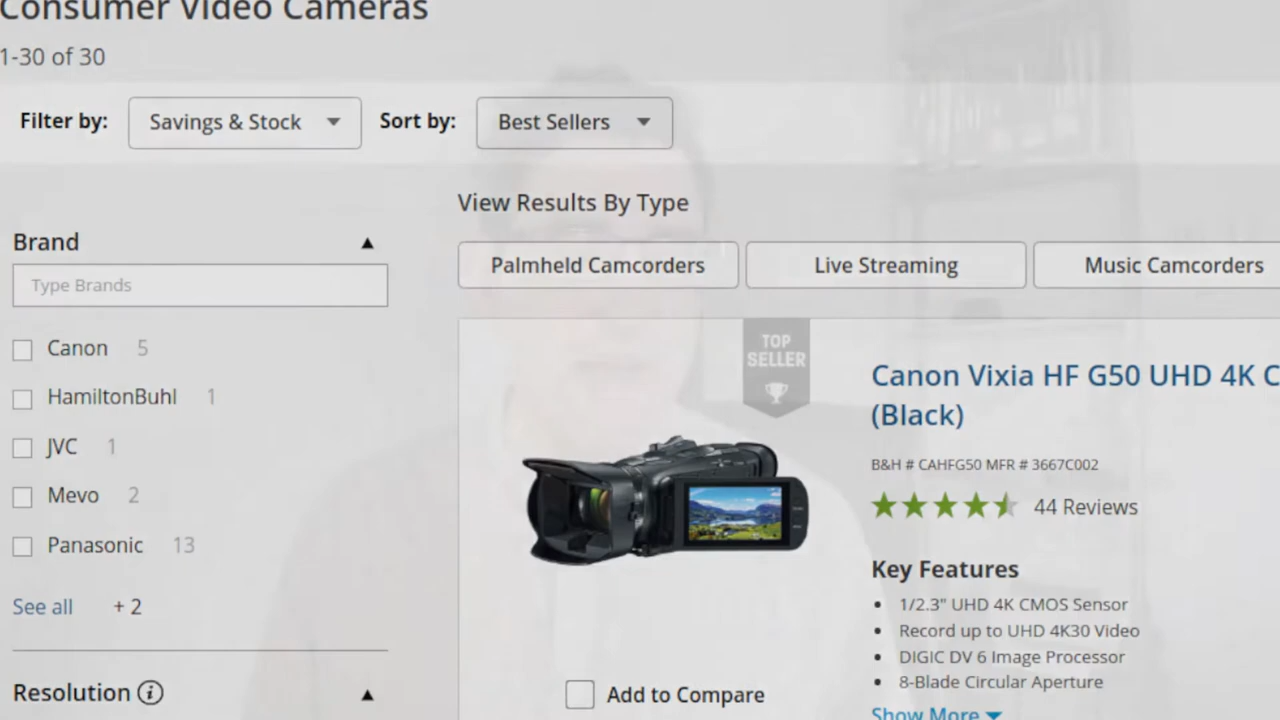 Consumer Video Cameras
1-30 of 30
Filter by:
Savings & Stock
Sort by:
Best Sellers
View Results By Type
Palmheld Camcorders
Live Streaming
Music Camcorders
Brand
Type Brands
Canon 5
HamiltonBuhl 1
JVC 1
Mevo 2
Panasonic 13
See all + 2
Resolution
TOP
SELLER
Canon Vixia HF G50 UHD 4K C
(Black)
B&H # CAHFG50 MFR # 3667C002
44 Reviews
Key Features
1/2.3" UHD 4K CMOS Sensor
Record up to UHD 4K30 Video
DIGIC DV 6 Image Processor
8-Blade Circular Aperture
Show More
Add to Compare